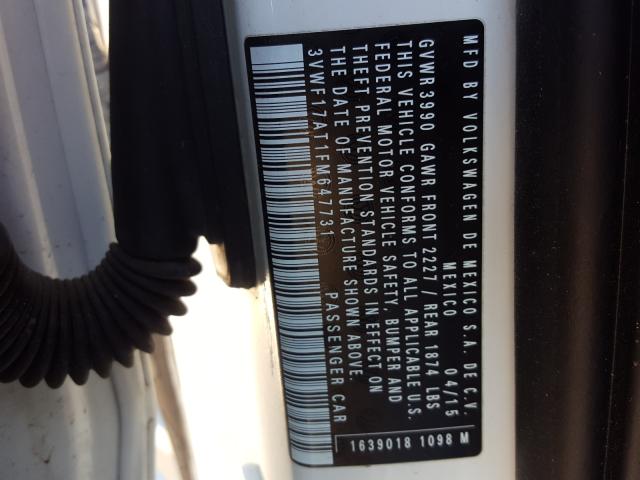 MFD BY VOLKSWAGEN DE MEXICO S.A. DE C.V.
MEXICO 04/15
GVWR 3990 GAWR FRONT 2227/ REAR 1874 LBS
THIS VEHICLE CONFORMS TO ALL APPLICABLE U.S.
FEDERAL MOTOR VEHICLE SAFETY, BUMPER AND
THEFT PREVENTION STANDARDS IN EFFECT ON
THE DATE OF MANUFACTURE SHOWN ABOVE.
3VWF17AT1FM647731 PASSENGER CAR
1639018 1098 M